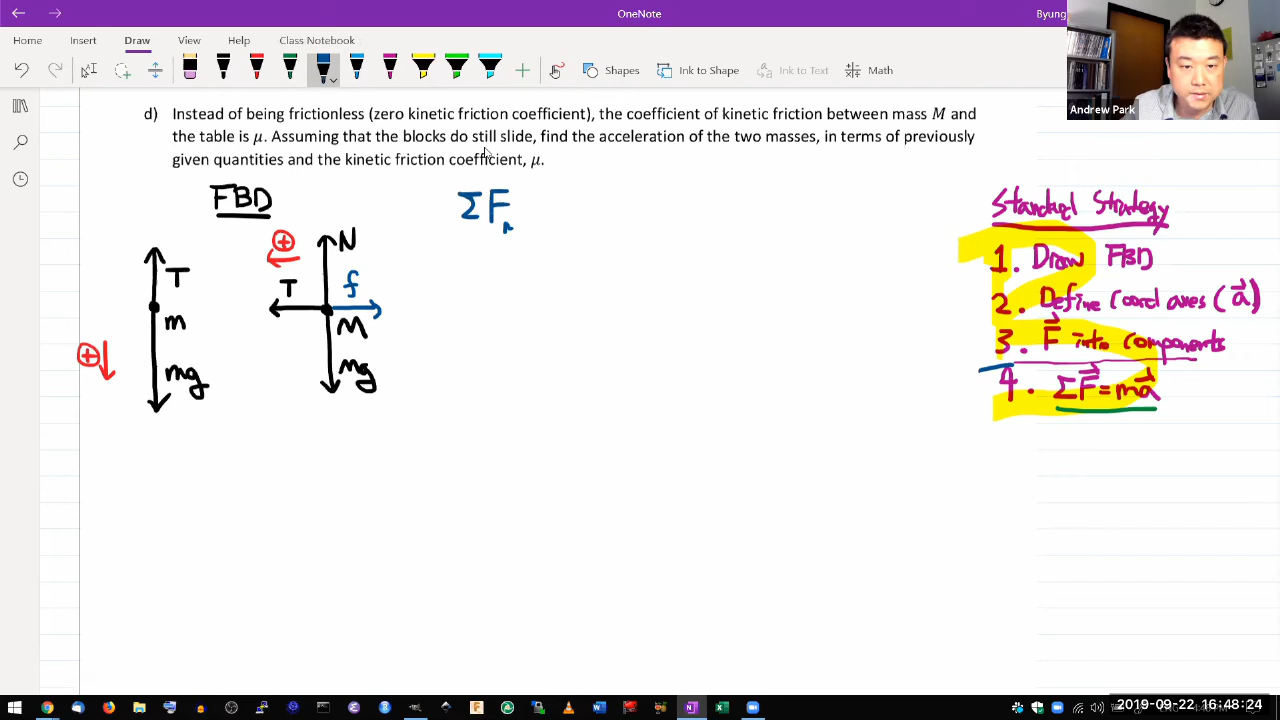 OneNote
Byung
Home Insert Draw View Help Class Notebook
Shapes Ink to Shape Ink to Text Math
Andrew Park
d) Instead of being frictionless (zero kinetic friction coefficient), the coefficient of kinetic friction between mass M and
the table is μ. Assuming that the blocks do still slide, find the acceleration of the two masses, in terms of previously
given quantities and the kinetic friction coefficient, μ.
FBD
ΣF
T
m
mg
⊕
⊕
N
T
f
M
Mg
Standard Strategy
1. Draw FBD
2. Define Coord axes (a⃗)
3. F⃗ into components
4. ΣF⃗=ma⃗
2019-09-22 16:48:24